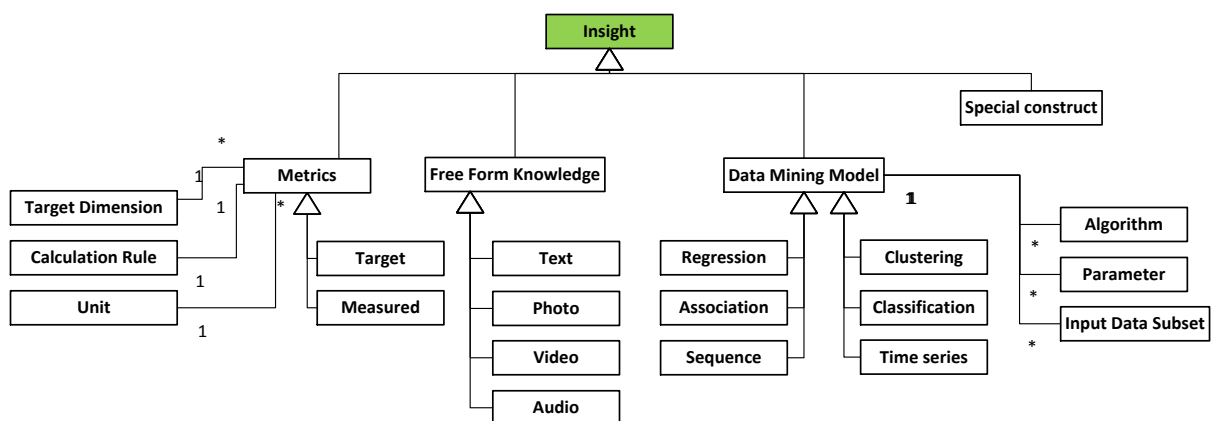 Insight
Special construct
*
Metrics
Free Form Knowledge
Data Mining Model
1
Target Dimension
1
*
1
Algorithm
Calculation Rule
Target
Text
Regression
Clustering
*
1
Parameter
Unit
Measured
Photo
Association
Classification
*
1
Input Data Subset
Video
Sequence
Time series
*
Audio